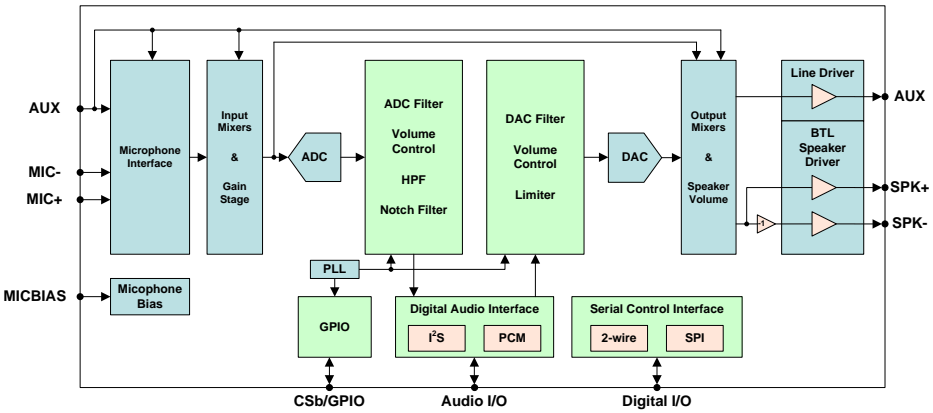 AUX
MIC-
MIC+
MICBIAS
Microphone
Interface
Micophone
Bias
Input
Mixers
&
Gain
Stage
ADC
ADC Filter
Volume
Control
HPF
Notch Filter
DAC Filter
Volume
Control
Limiter
DAC
Output
Mixers
&
Speaker
Volume
Line Driver
BTL
Speaker
Driver
-1
AUX
SPK+
SPK-
PLL
GPIO
Digital Audio Interface
I²S
PCM
Serial Control Interface
2-wire
SPI
CSb/GPIO
Audio I/O
Digital I/O